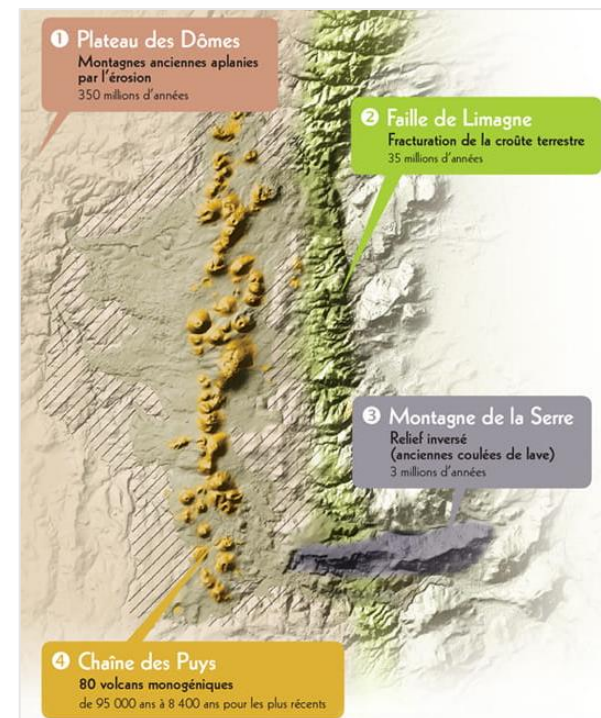 ❶ Plateau des Dômes
Montagnes anciennes aplanies
par l'érosion
350 millions d'années
❷ Faille de Limagne
Fracturation de la croûte terrestre
35 millions d'années
❸ Montagne de la Serre
Relief inversé
(anciennes coulées de lave)
3 millions d'années
❹ Chaîne des Puys
80 volcans monogéniques
de 95 000 ans à 8 400 ans pour les plus récents